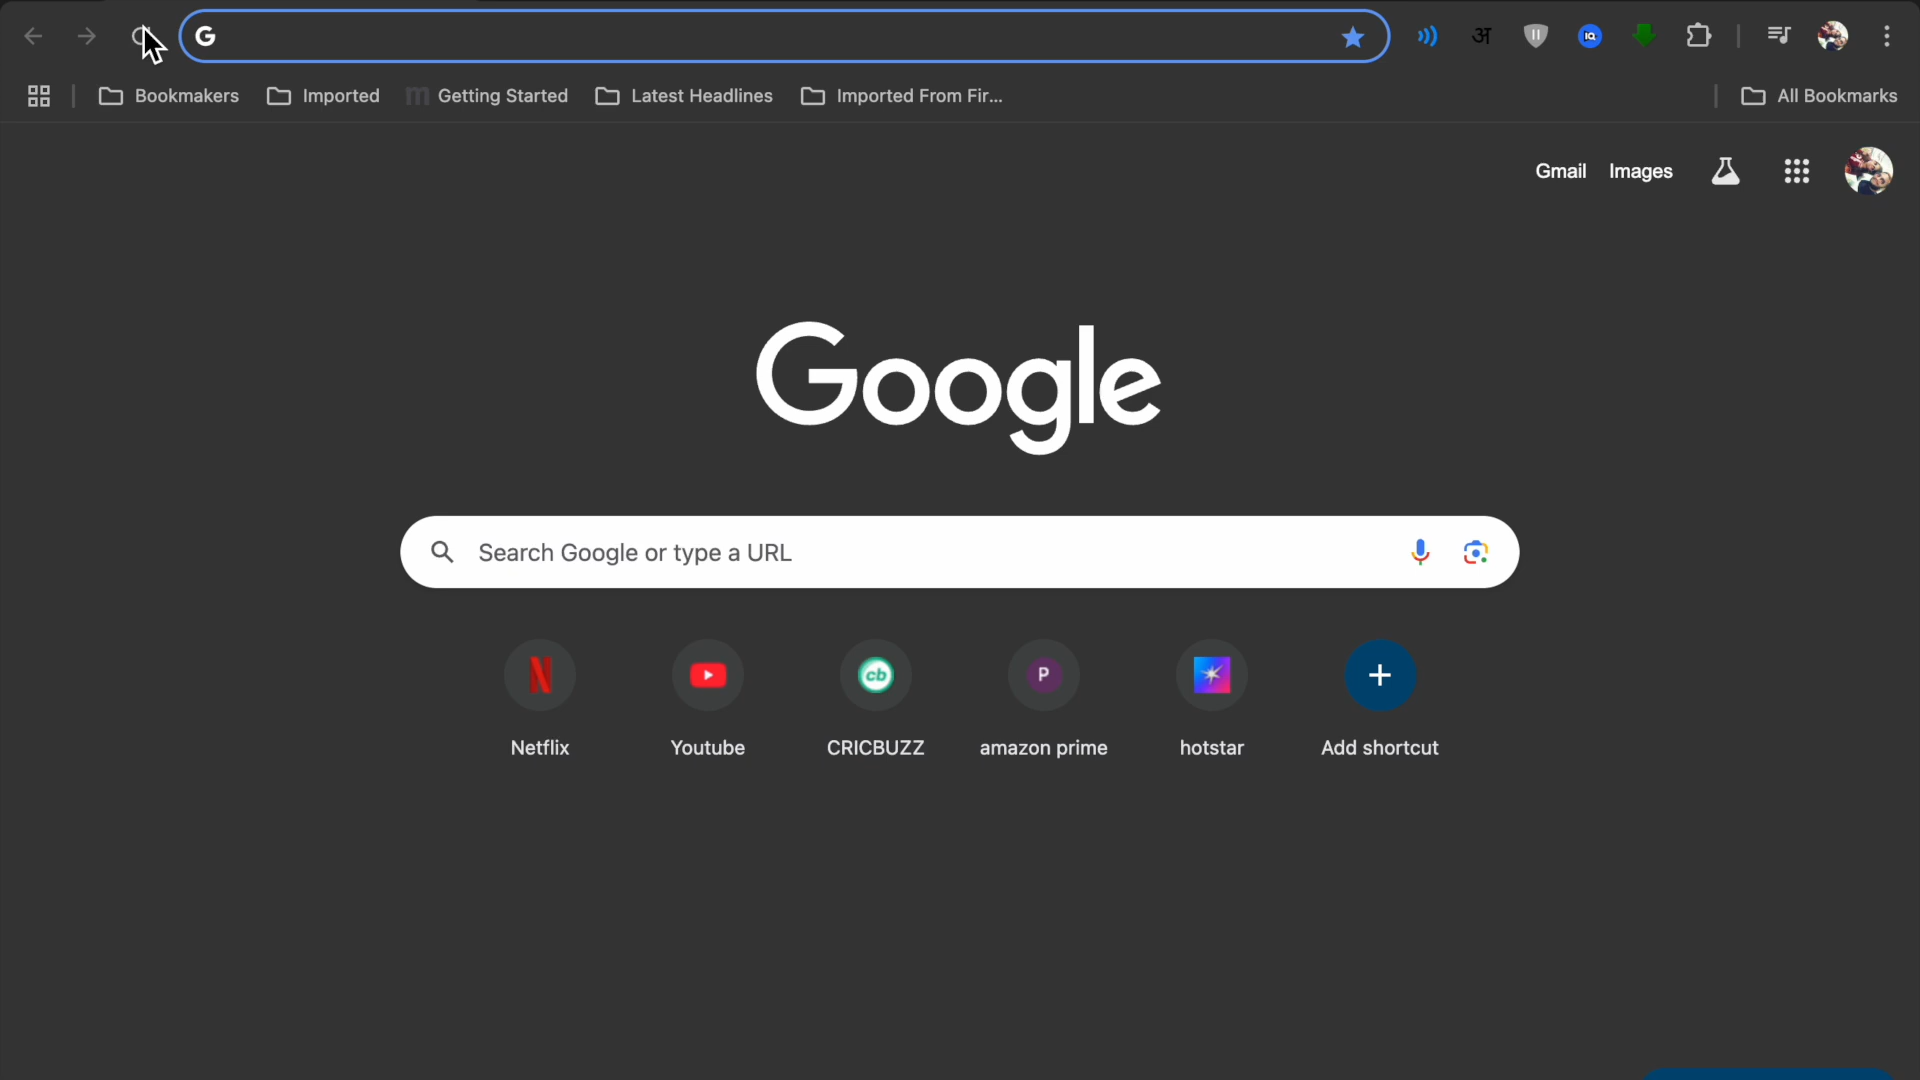 अ
Bookmakers
Imported
Getting Started
Latest Headlines
Imported From Fir...
All Bookmarks
Gmail
Images
Google
Search Google or type a URL
cb
P
Netflix
Youtube
CRICBUZZ
amazon prime
hotstar
Add shortcut